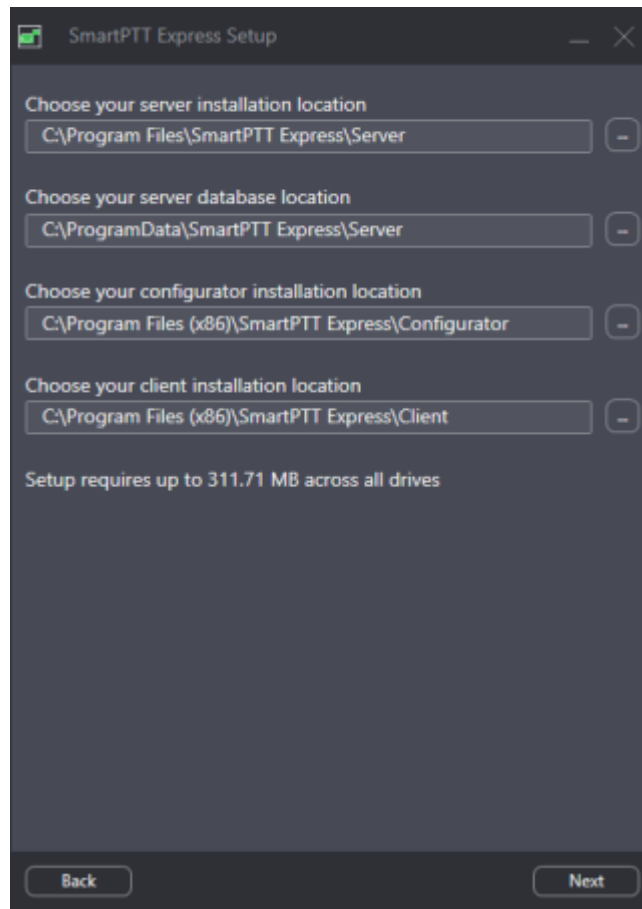 SmartPTT Express Setup
Choose your server installation location
C:\Program Files\SmartPTT Express\Server
Choose your server database location
C:\ProgramData\SmartPTT Express\Server
Choose your configurator installation location
C:\Program Files (x86)\SmartPTT Express\Configurator
Choose your client installation location
C:\Program Files (x86)\SmartPTT Express\Client
Setup requires up to 311.71 MB across all drives
Back Next